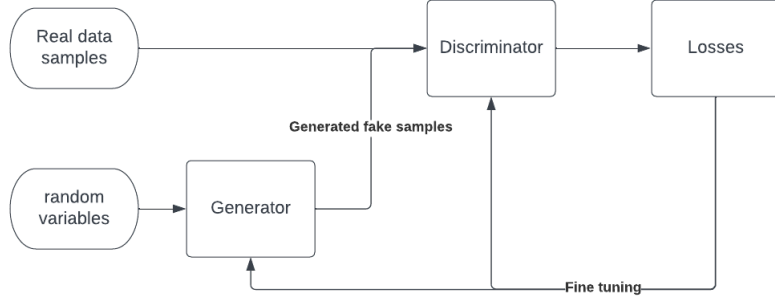 Real data
samples
Discriminator
Losses
Generated fake samples
random
variables
Generator
Fine tuning